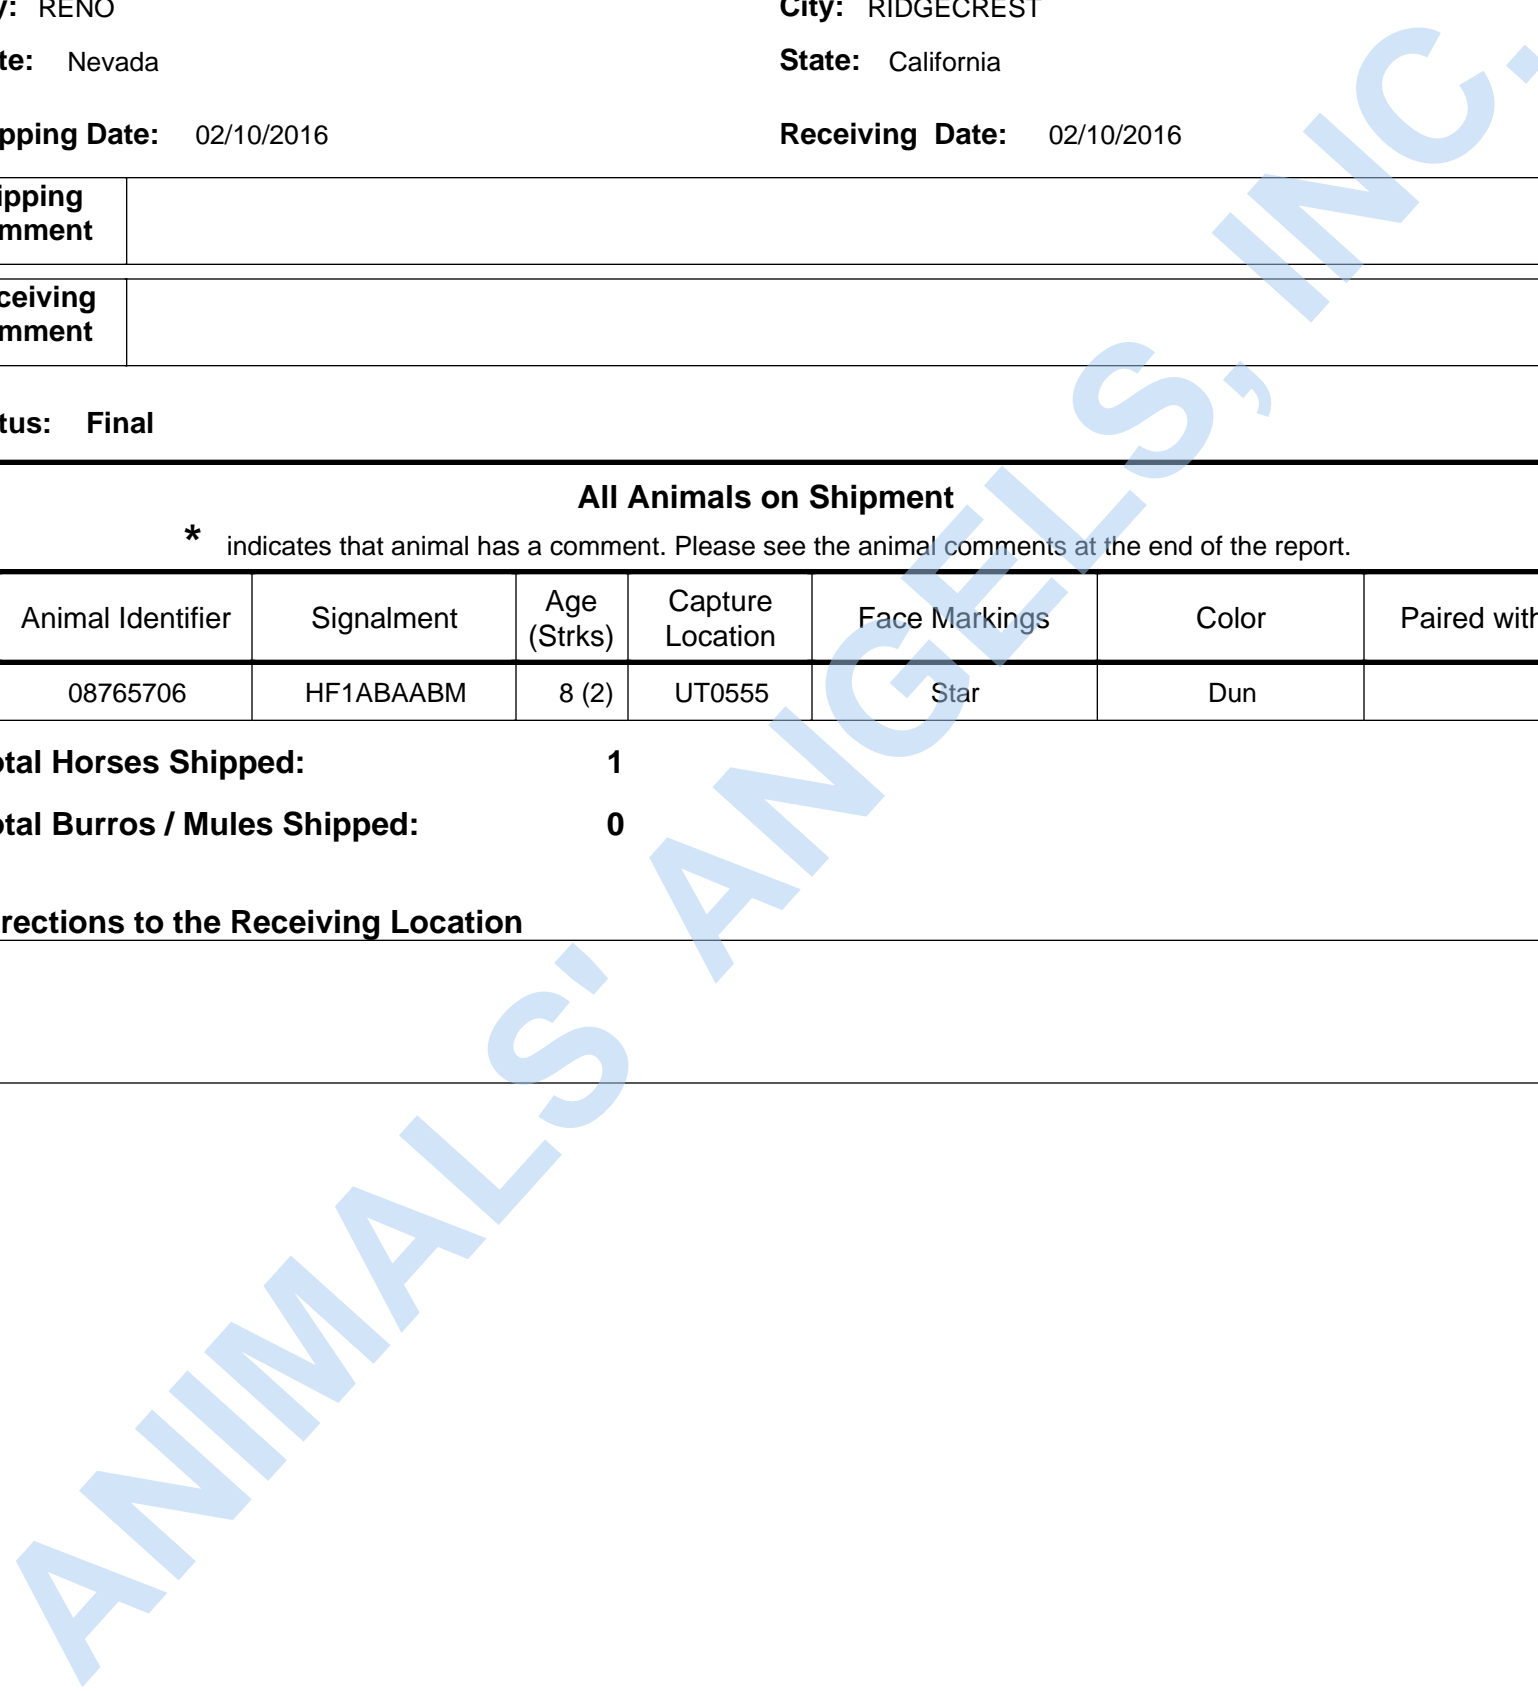 y: RENO City: RIDGECREST
te: Nevada State: California
pping Date: 02/10/2016 Receiving Date: 02/10/2016
ipping
mment
ceiving
mment
tus: Final
All Animals on Shipment
* indicates that animal has a comment. Please see the animal comments at the end of the report.
Animal Identifier Signalment Age (Strks) Capture Location Face Markings Color Paired with
08765706 HF1ABAABM 8 (2) UT0555 Star Dun
otal Horses Shipped: 1
otal Burros / Mules Shipped: 0
rections to the Receiving Location
ANIMALS' ANGELS, INC.